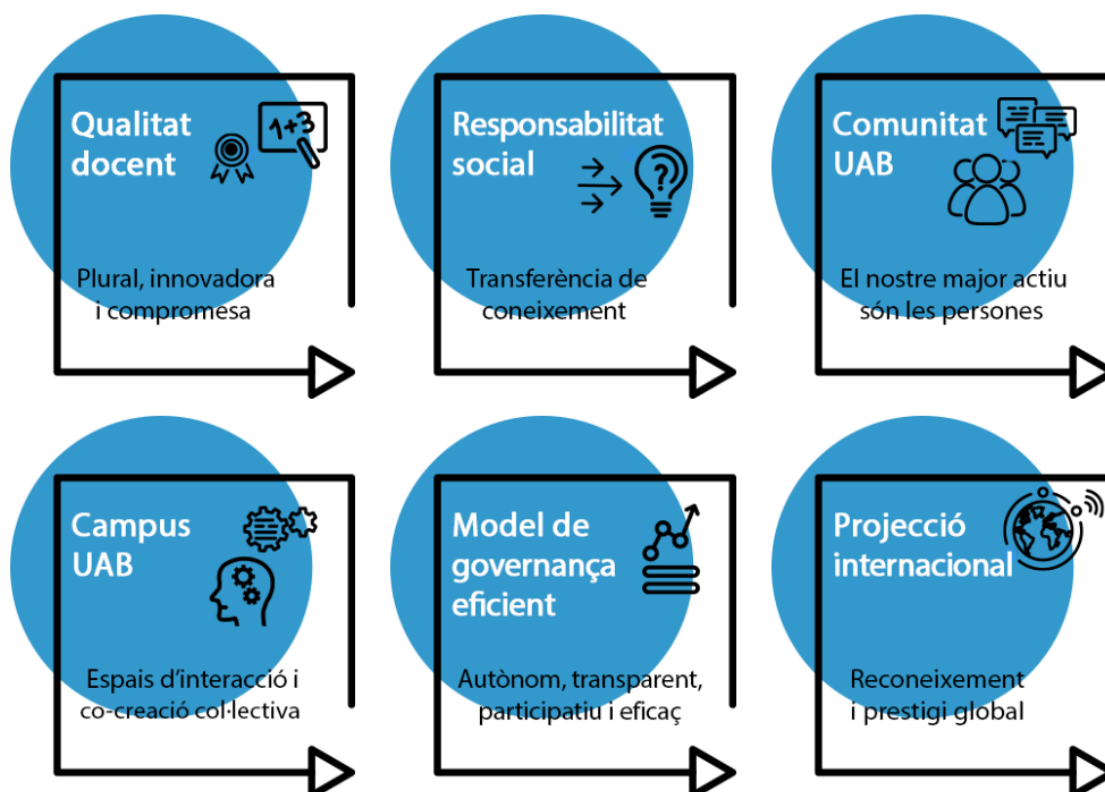 Qualitat
docent
1+3
Plural, innovadora
i compromesa
Responsabilitat
social
?
Transferència de
coneixement
Comunitat
UAB
El nostre major actiu
són les persones
Campus
UAB
Espais d'interacció i
co-creació col·lectiva
Model de
governança
eficient
Autònom, transparent,
participatiu i eficaç
Projecció
internacional
Reconeixement
i prestigi global